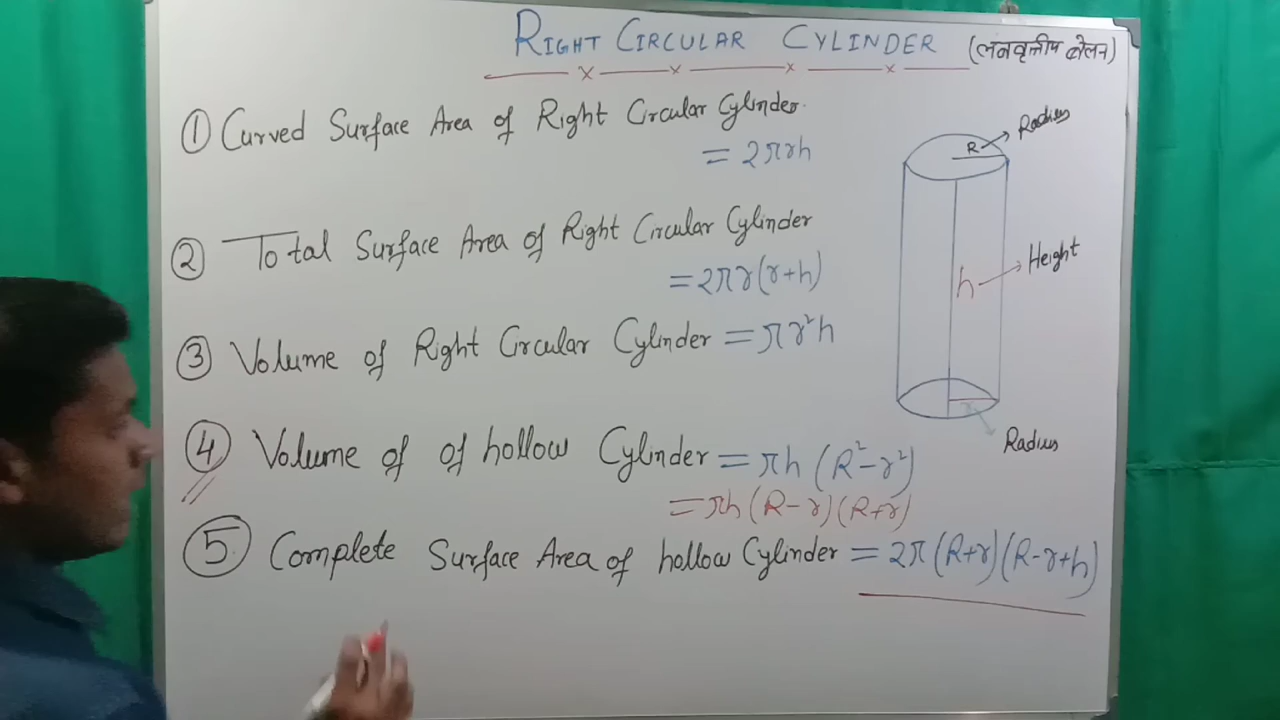 RIGHT CIRCULAR CYLINDER (लम्बवृत्तीय बेलन)
① Curved Surface Area of Right Circular Cylinder
= 2πrh
② Total Surface Area of Right Circular Cylinder
= 2πr(r+h)
③ Volume of Right Circular Cylinder = πr²h
④ Volume of of hollow Cylinder = πh (R²-r²)
= πh (R-r)(R+r)
⑤ Complete Surface Area of hollow Cylinder = 2π(R+r)(R-r+h)
R Radius
h Height
Radius